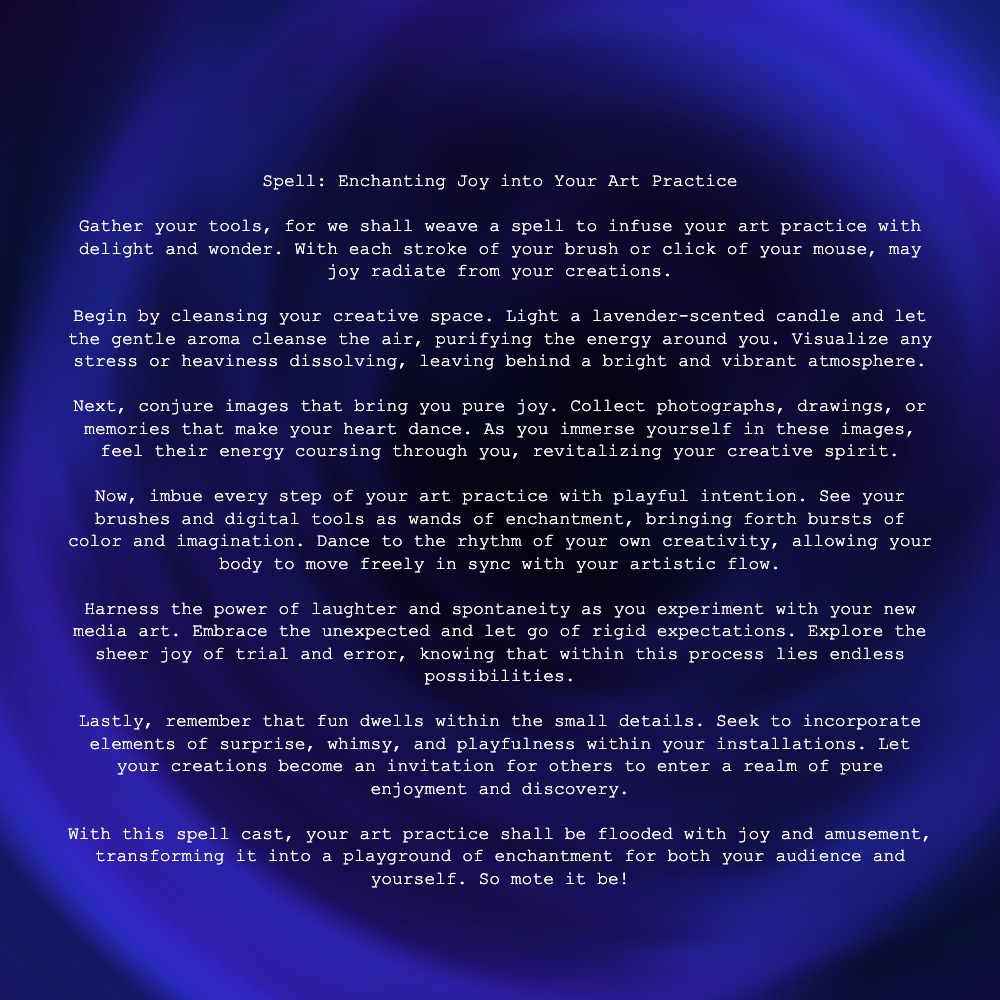 Spell: Enchanting Joy into Your Art Practice
Gather your tools, for we shall weave a spell to infuse your art practice with
delight and wonder. With each stroke of your brush or click of your mouse, may
joy radiate from your creations.
Begin by cleansing your creative space. Light a lavender-scented candle and let
the gentle aroma cleanse the air, purifying the energy around you. Visualize any
stress or heaviness dissolving, leaving behind a bright and vibrant atmosphere.
Next, conjure images that bring you pure joy. Collect photographs, drawings, or
memories that make your heart dance. As you immerse yourself in these images,
feel their energy coursing through you, revitalizing your creative spirit.
Now, imbue every step of your art practice with playful intention. See your
brushes and digital tools as wands of enchantment, bringing forth bursts of
color and imagination. Dance to the rhythm of your own creativity, allowing your
body to move freely in sync with your artistic flow.
Harness the power of laughter and spontaneity as you experiment with your new
media art. Embrace the unexpected and let go of rigid expectations. Explore the
sheer joy of trial and error, knowing that within this process lies endless
possibilities.
Lastly, remember that fun dwells within the small details. Seek to incorporate
elements of surprise, whimsy, and playfulness within your installations. Let
your creations become an invitation for others to enter a realm of pure
enjoyment and discovery.
With this spell cast, your art practice shall be flooded with joy and amusement,
transforming it into a playground of enchantment for both your audience and
yourself. So mote it be!